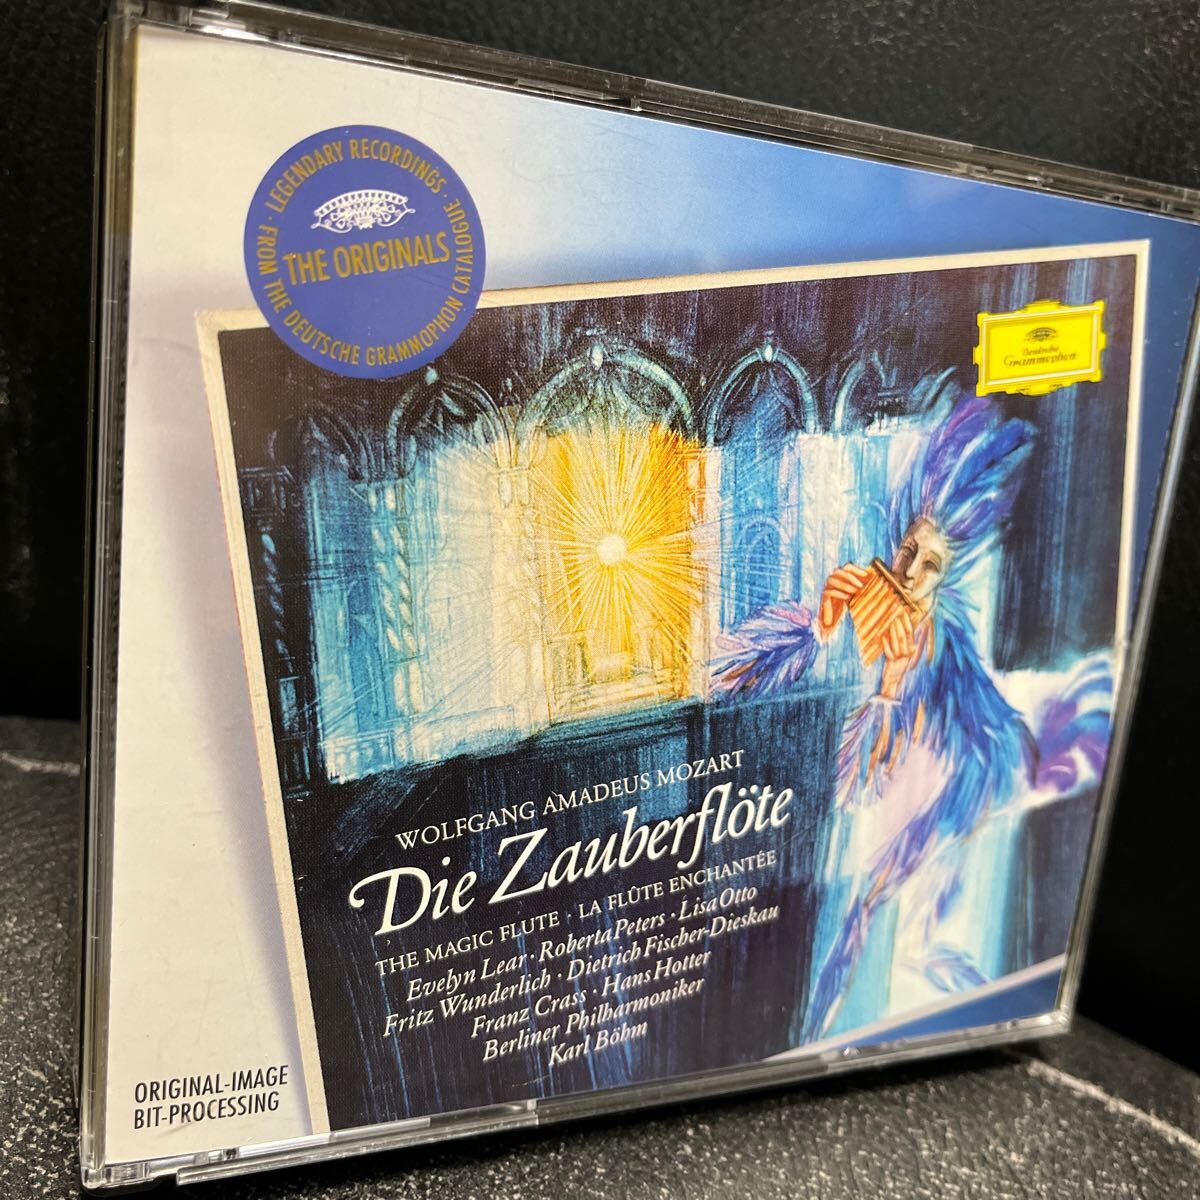 LEGENDARY RECORDINGS ·
FROM THE DEUTSCHE GRAMMOPHON CATALOGUE ·
THE ORIGINALS
Deutsche
Grammophon
WOLFGANG AMADEUS MOZART
Die Zauberflöte
THE MAGIC FLUTE · LA FLÛTE ENCHANTÉE
Evelyn Lear · Roberta Peters · Lisa Otto
Fritz Wunderlich · Dietrich Fischer-Dieskau
Franz Crass · Hans Hotter
Berliner Philharmoniker
Karl Böhm
ORIGINAL-IMAGE
BIT-PROCESSING